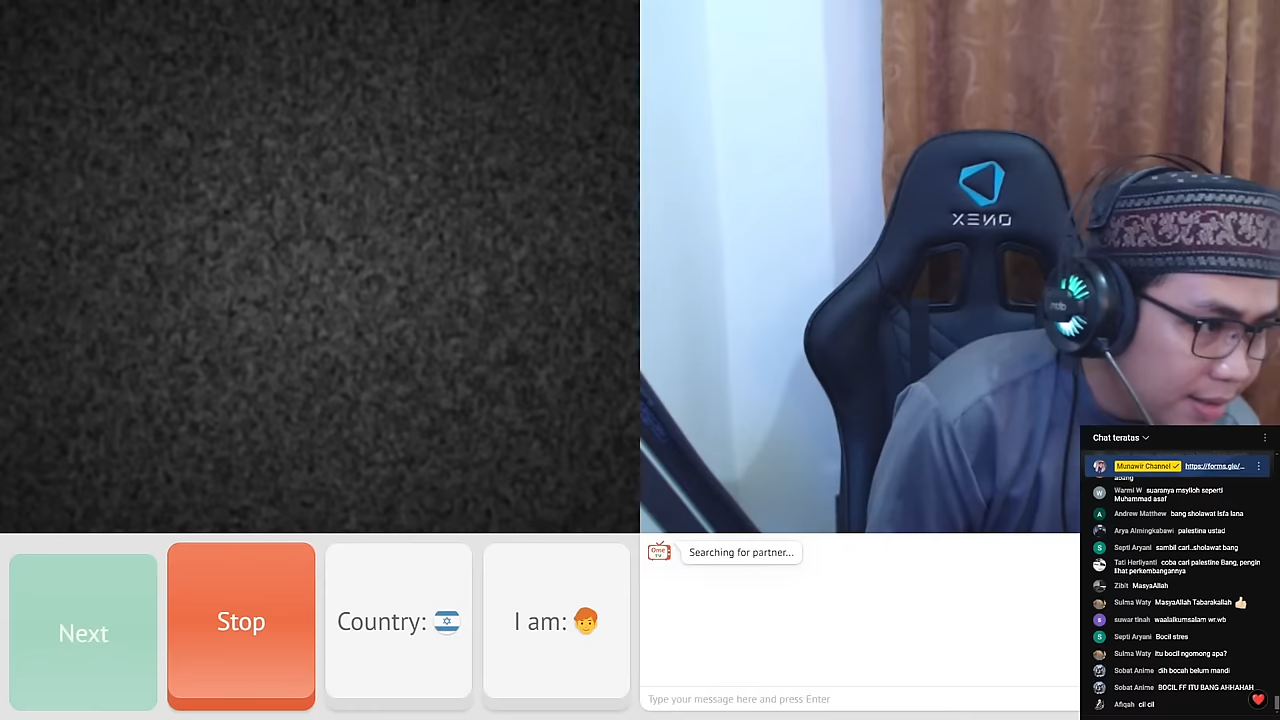 XENO
Next
Stop
Country:
I am:
Ome
TV
Searching for partner...
Type your message here and press Enter
Chat teratas
Munawir Channel https://forms.gle/...
abang
Warmi W suaranya msylloh seperti
Muhammad asaf
Andrew Matthew bang sholawat isfa lana
Arya Almingkabawi palestina ustad
Septi Aryani sambil cari..sholawat bang
Tati Herliyanti coba cari palestine Bang, pengin
lihat perkembangannya
Zibit MasyaAllah
Sulma Waty MasyaAllah Tabarakallah 👍🏼
suwar tinah waalaikumsalam wr.wb
Septi Aryani Bocil stres
Sulma Waty itu bocil ngomong apa?
Sobat Anime dih bocah belum mandi
Sobat Anime BOCIL FF ITU BANG AHHAHAH
Afiqah cil cil